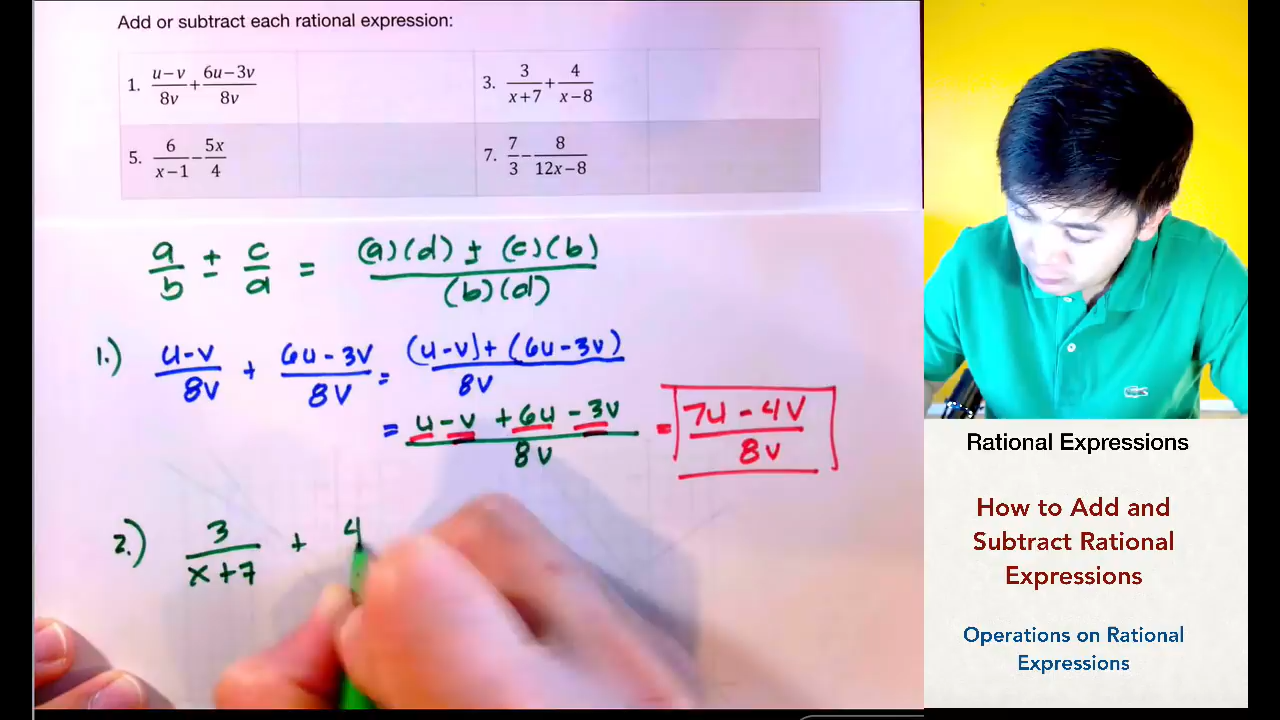 Add or subtract each rational expression:
1. (u−v)/(8v) + (6u−3v)/(8v)
3. 3/(x+7) + 4/(x−8)
5. 6/(x−1) − 5x/4
7. 7/3 − 8/(12x−8)
a/b ± c/d = ((a)(d) ± (c)(b))/((b)(d))
1.) (u-v)/(8v) + (6u-3v)/(8v) = ((u-v)+(6u-3v))/(8v)
= (u-v+6u-3v)/(8v) = (7u-4v)/(8v)
2.) 3/(x+7) + 4
Rational Expressions
How to Add and
Subtract Rational
Expressions
Operations on Rational
Expressions